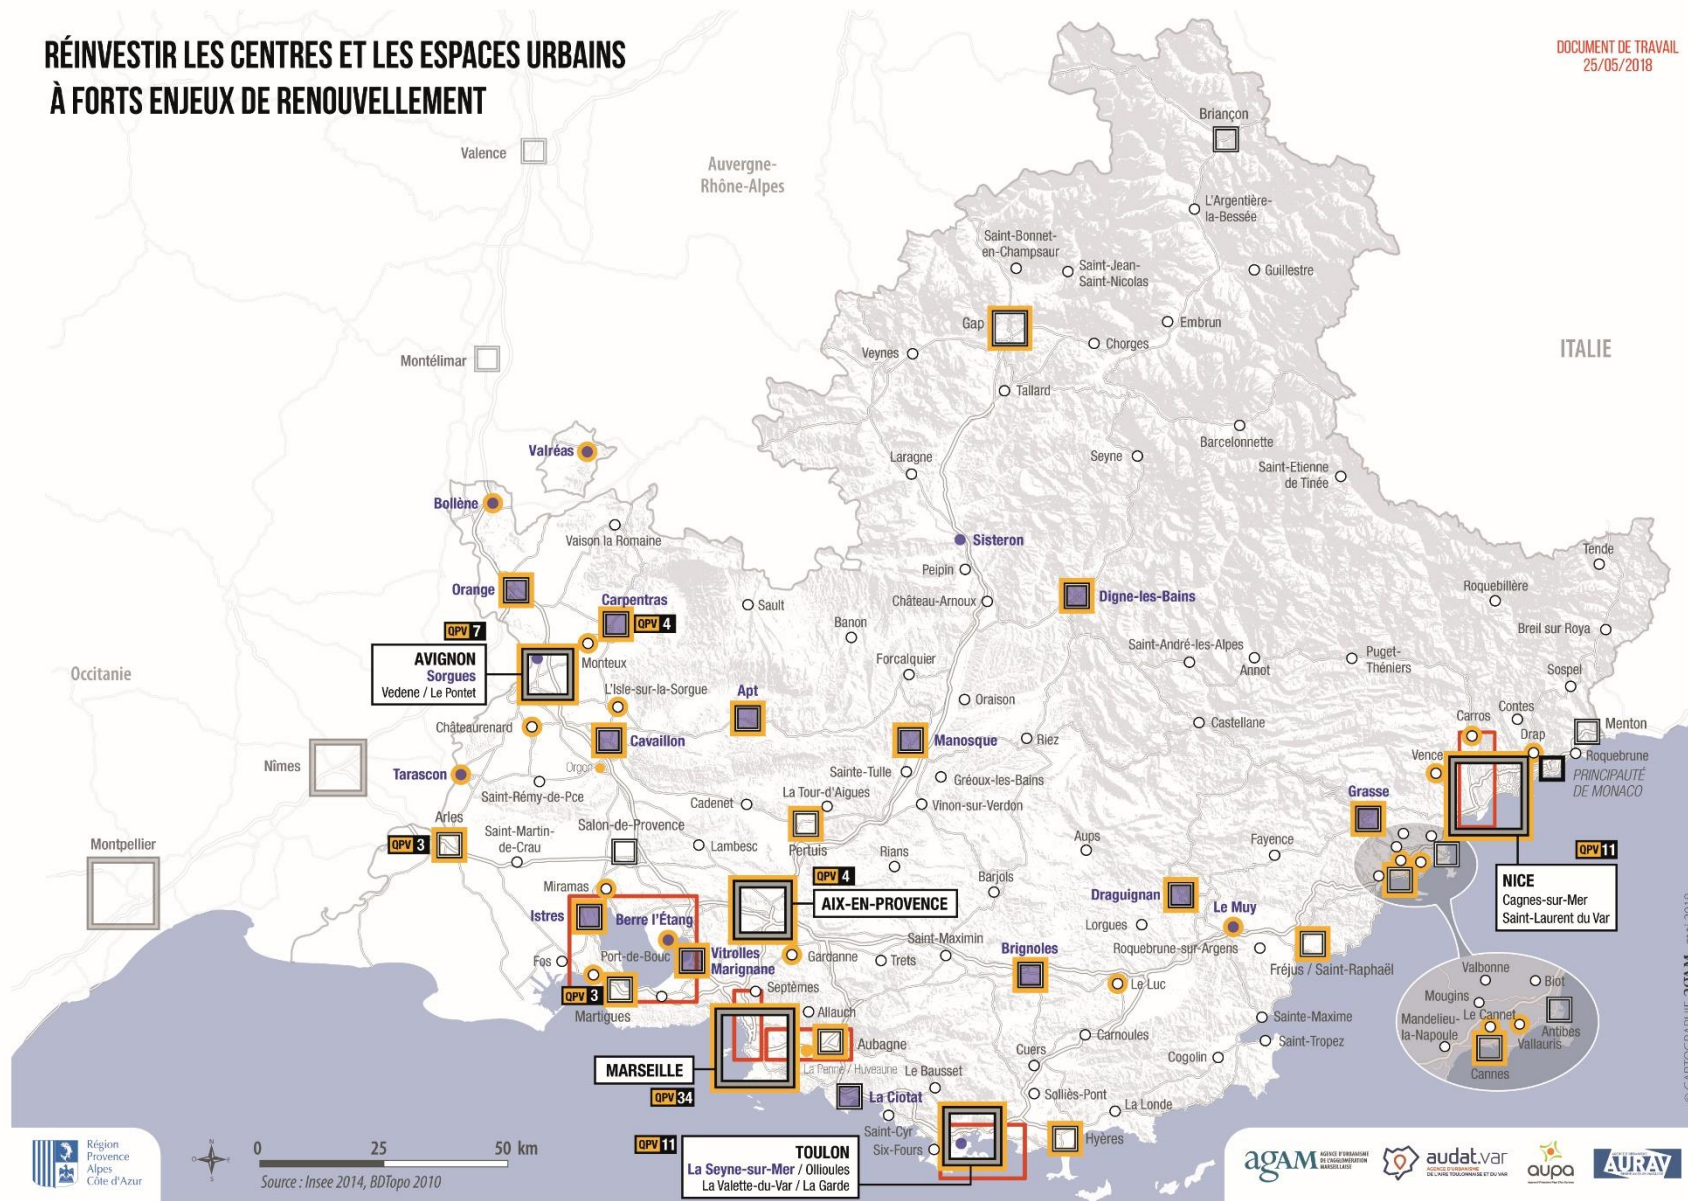 RÉINVESTIR LES CENTRES ET LES ESPACES URBAINS
À FORTS ENJEUX DE RENOUVELLEMENT
DOCUMENT DE TRAVAIL
25/05/2018
Briançon
Valence
Auvergne-
Rhône-Alpes
L'Argentière-
la-Bessée
Saint-Bonnet-
en-Champsaur
Saint-Jean-
Saint-Nicolas
Guillestre
Gap
Embrun
Chorges
Veynes
ITALIE
Montélimar
Tallard
Barcelonnette
Valréas
Laragne
Seyne
Saint-Etienne
de Tinée
Bollène
Vaison la Romaine
Sisteron
Tende
Peipin
Roquebillère
Orange
Carpentras
Sault
Château-Arnoux
Digne-les-Bains
QPV 7
QPV 4
Banon
Breil sur Roya
AVIGNON
Sorgues
Vedene / Le Pontet
Monteux
Forcalquier
Saint-André-les-Alpes
Annot
Puget-
Théniers
Sospel
Occitanie
L'Isle-sur-la-Sorgue
Apt
Oraison
Contes
Châteaurenard
Castellane
Carros
Drap
Menton
Cavaillon
Manosque
Riez
Roquebrune
Nîmes
Orgon
Vence
PRINCIPAUTÉ
DE MONACO
Tarascon
Sainte-Tulle
Gréoux-les-Bains
Saint-Rémy-de-Pce
La Tour-d'Aigues
Grasse
Cadenet
Vinon-sur-Verdon
Arles
Saint-Martin-
de-Crau
Salon-de-Provence
Aups
Fayence
Montpellier
QPV 3
Lambesc
Pertuis
Rians
QPV 11
Miramas
QPV 4
Barjols
NICE
Cagnes-sur-Mer
Saint-Laurent du Var
AIX-EN-PROVENCE
Draguignan
Le Muy
Istres
Berre l'Étang
Lorgues
Saint-Maximin
Roquebrune-sur-Argens
Brignoles
Port-de-Bouc
Vitrolles
Marignane
Gardanne
Trets
Fos
Fréjus / Saint-Raphaël
Valbonne
Biot
Le Luc
Septèmes
QPV 3
Martigues
Mougins
Allauch
Sainte-Maxime
Mandelieu-
la-Napoule
Le Cannet
Antibes
Vallauris
Carnoules
Saint-Tropez
Aubagne
Cuers
Cogolin
MARSEILLE
La Penne / Huveaune
Le Bausset
Cannes
QPV 34
La Ciotat
Solliès-Pont
La Londe
Saint-Cyr
Hyères
QPV 11
TOULON
La Seyne-sur-Mer / Ollioules
La Valette-du-Var / La Garde
Six-Fours
Région
Provence
Alpes
Côte d'Azur
N
S
O
E
0 25 50 km
Source : Insee 2014, BDTopo 2010
agAM
AGENCE D'URBANISME
DE L'AGGLOMÉRATION
MARSEILLAISE
audat.var
AGENCE D'URBANISME
DE L'AIRE TOULONNAISE ET DU VAR
aupa
AURAV